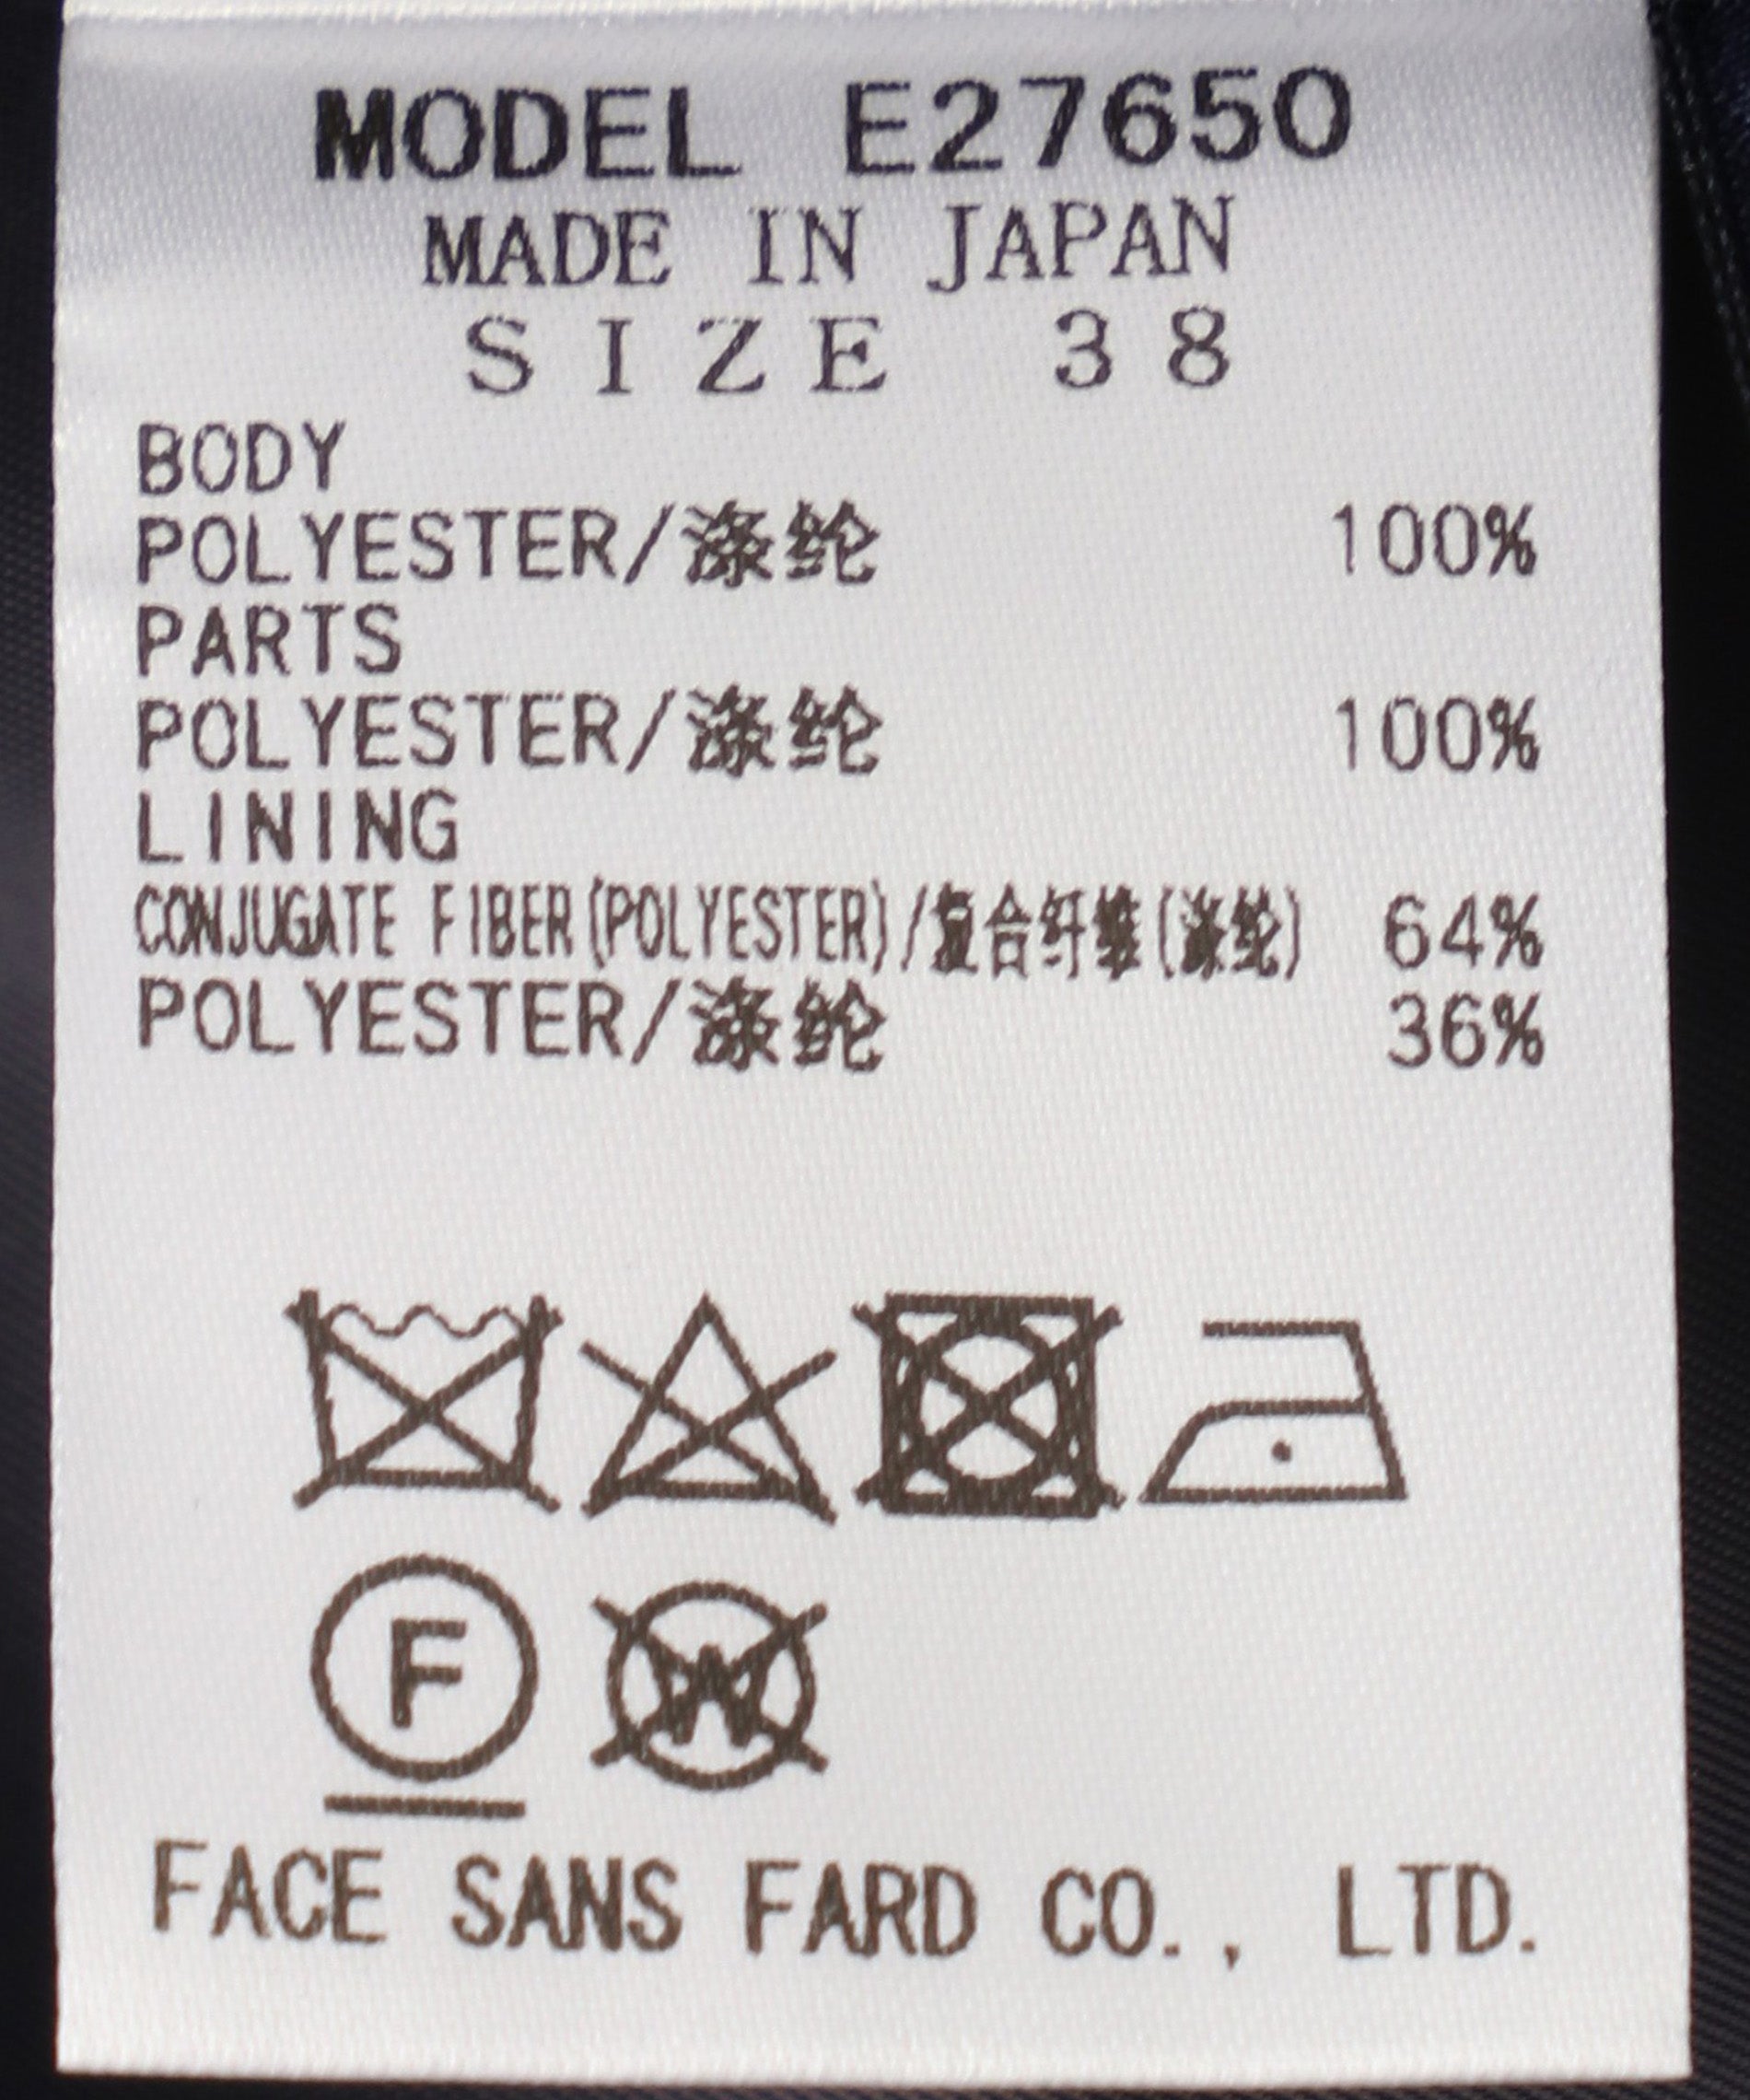 MODEL E27650
MADE IN JAPAN
SIZE 38
BODY
POLYESTER/涤纶 100%
PARTS
POLYESTER/涤纶 100%
LINING
CONJUGATE FIBER(POLYESTER)/复合纤维(涤纶) 64%
POLYESTER/涤纶 36%
F W
FACE SANS FARD CO., LTD.